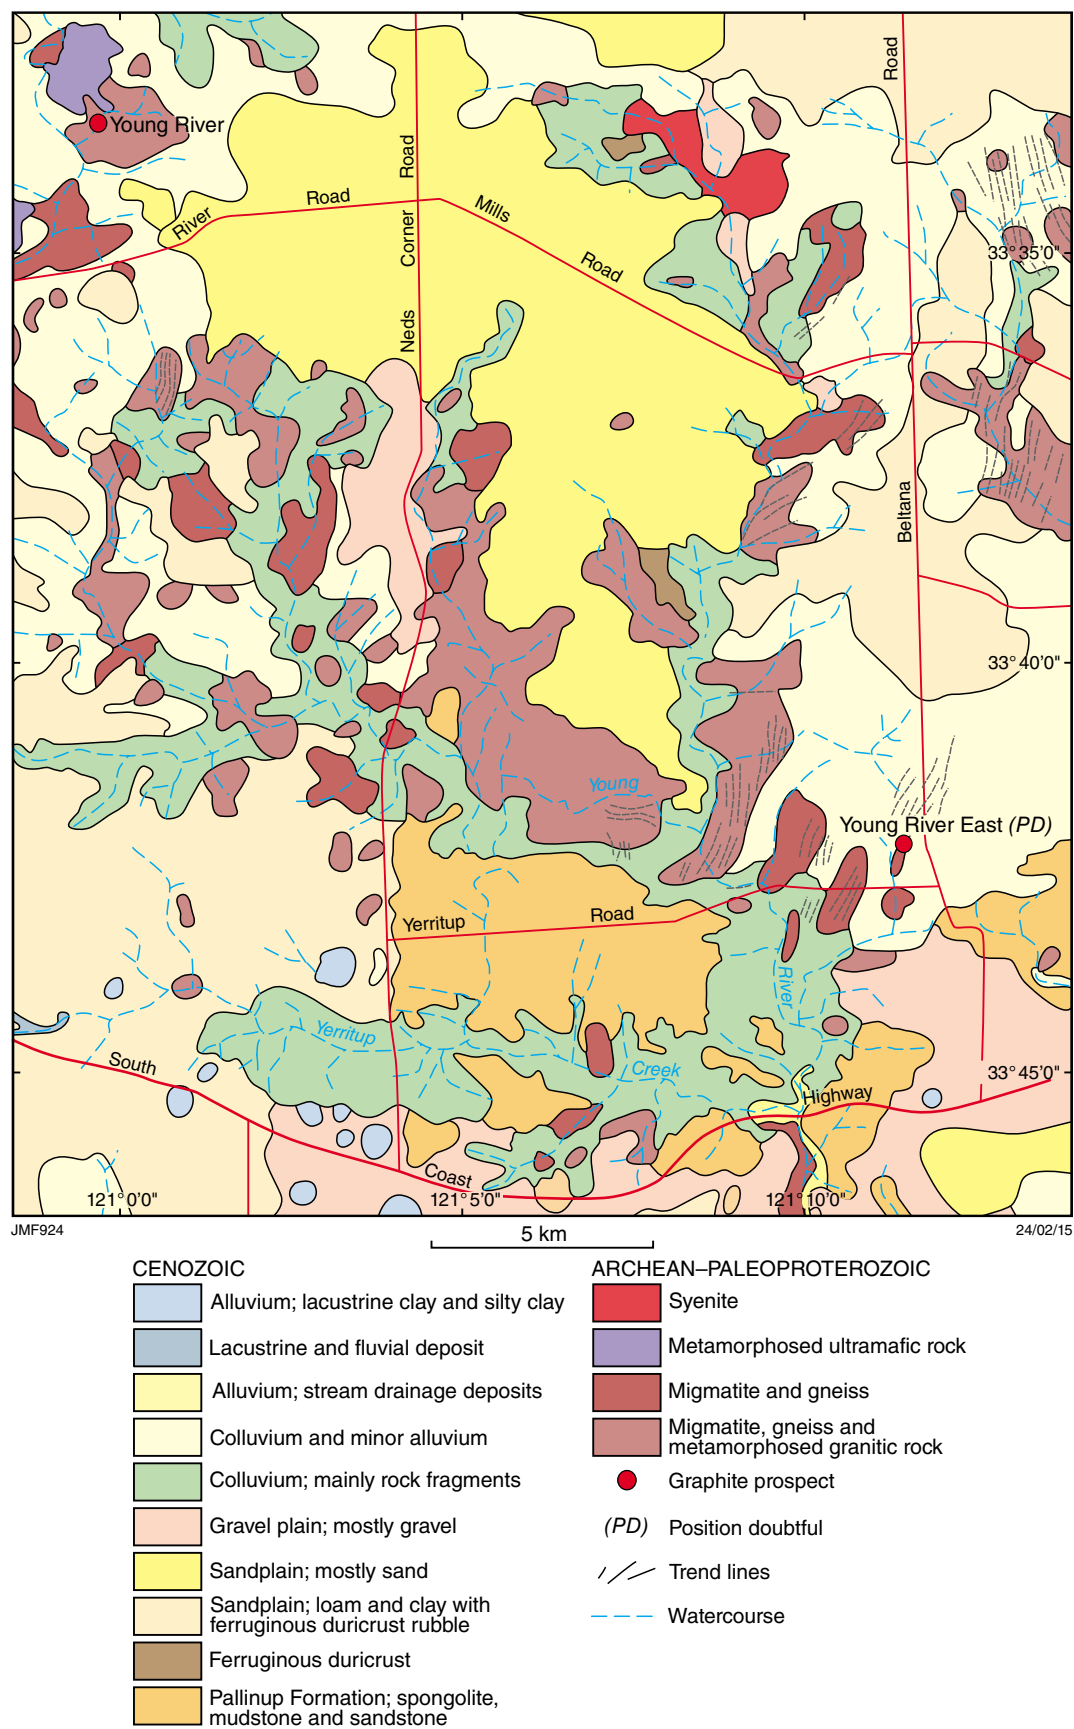 Road
Young River
Road
Road
River
Mills
Corner
Road
33°35'0"
Neds
Beltana
33°40'0"
Young
Young River East (PD)
Yerritup
Road
River
Yerritup
South
Creek
33°45'0"
Highway
Coast
121°0'0"
121°5'0"
121°10'0"
JMF924
24/02/15
5 km
CENOZOIC
Alluvium; lacustrine clay and silty clay
Lacustrine and fluvial deposit
Alluvium; stream drainage deposits
Colluvium and minor alluvium
Colluvium; mainly rock fragments
Gravel plain; mostly gravel
Sandplain; mostly sand
Sandplain; loam and clay with
ferruginous duricrust rubble
Ferruginous duricrust
Pallinup Formation; spongolite,
mudstone and sandstone
ARCHEAN–PALEOPROTEROZOIC
Syenite
Metamorphosed ultramafic rock
Migmatite and gneiss
Migmatite, gneiss and
metamorphosed granitic rock
Graphite prospect
(PD) Position doubtful
Trend lines
Watercourse